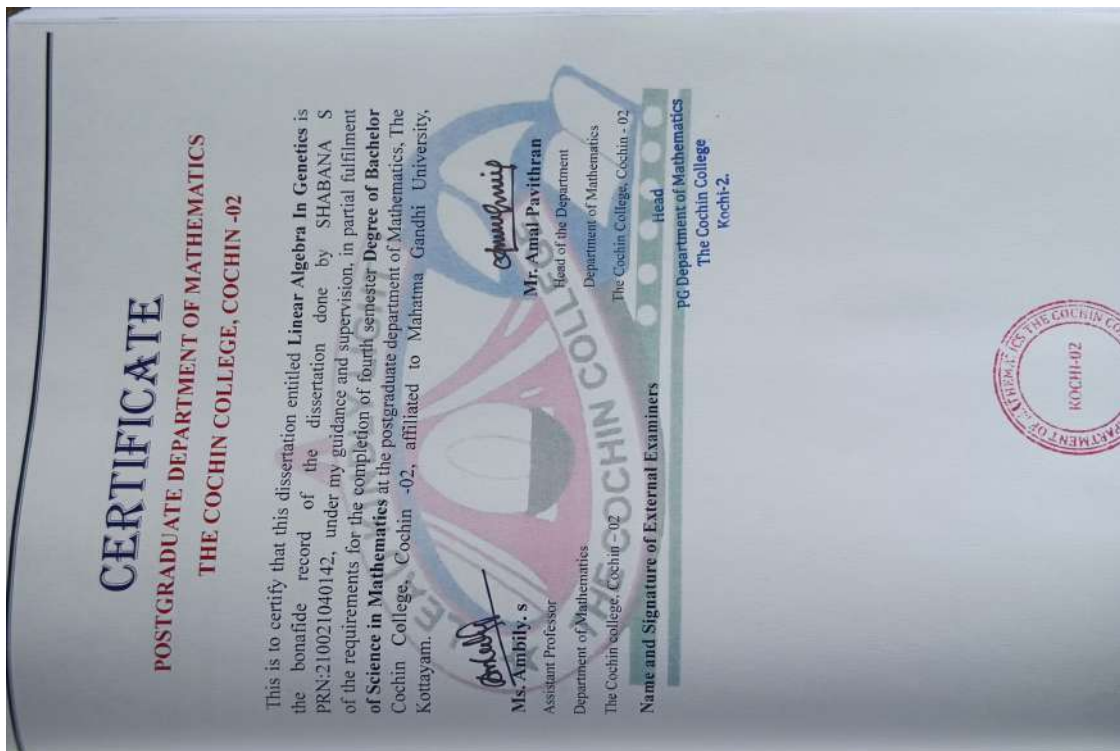 CERTIFICATE
POSTGRADUATE DEPARTMENT OF MATHEMATICS
THE COCHIN COLLEGE, COCHIN -02
This is to certify that this dissertation entitled Linear Algebra In Genetics is
the bonafide record of the dissertation done by SHABANA S
PRN:210021040142, under my guidance and supervision, in partial fulfilment
of the requirements for the completion of fourth semester Degree of Bachelor
of Science in Mathematics at the postgraduate department of Mathematics, The
Cochin College, Cochin -02, affiliated to Mahatma Gandhi University,
Kottayam.
Ms. Ambily. s
Assistant Professor
Department of Mathematics
The Cochin college, Cochin -02
Mr. Amal Pavithran
Head of the Department
Department of Mathematics
The Cochin College, Cochin - 02
Name and Signature of External Examiners
Head
PG Department of Mathematics
The Cochin College
Kochi-2.
THE COCHIN COLLEGE
LEAD KINDLY LIGHT
KOCHI-02